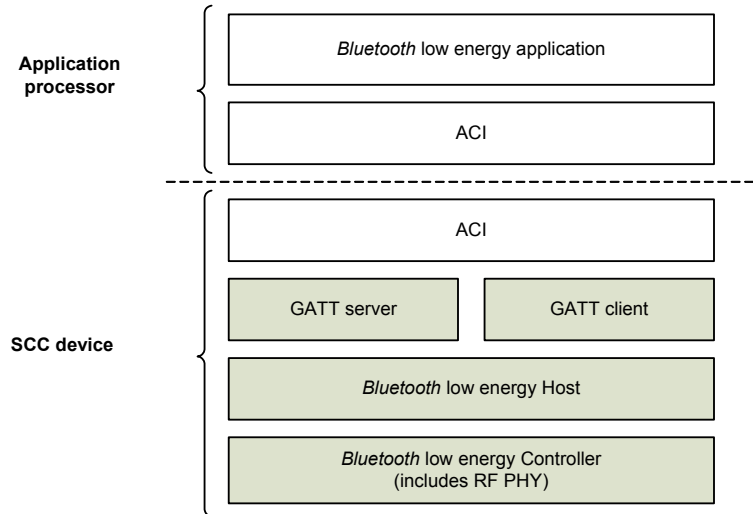 Application
processor
Bluetooth low energy application
ACI
SCC device
ACI
GATT server
GATT client
Bluetooth low energy Host
Bluetooth low energy Controller
(includes RF PHY)